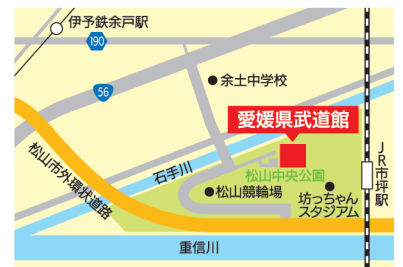 伊予鉄余戸駅
190
56
余土中学校
愛媛県武道館
石手川
松山市外環状道路
松山中央公園
松山競輪場
坊っちゃん
スタジアム
JR市坪駅
重信川